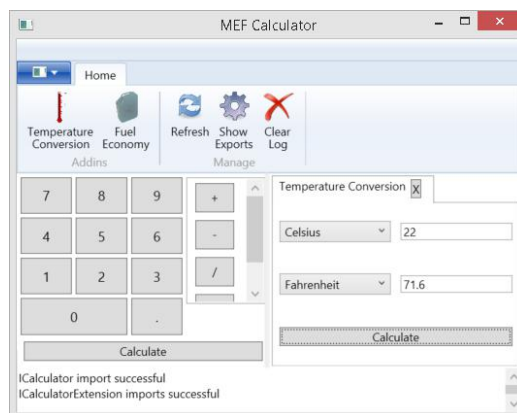 MEF Calculator
Home
Temperature Conversion
Fuel Economy
Refresh
Show Exports
Clear Log
Addins
Manage
7 8 9 +
4 5 6 -
1 2 3 /
0 .
Calculate
Temperature Conversion X
Celsius 22
Fahrenheit 71.6
Calculate
ICalculator import successful
ICalculatorExtension imports successful